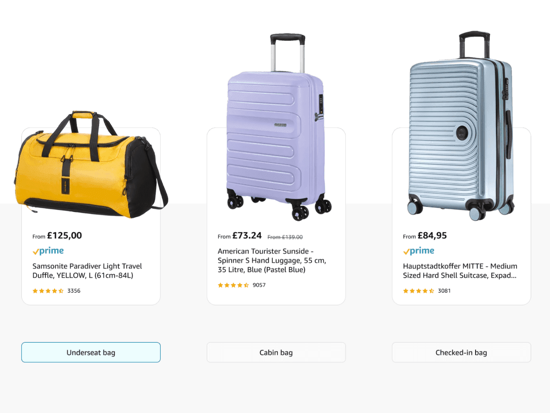 From £125,00
prime
Samsonite Paradiver Light Travel
Duffle, YELLOW, L (61cm-84L)
3356
Underseat bag
From £73.24 From £139.00
American Tourister Sunside -
Spinner S Hand Luggage, 55 cm,
35 Litre, Blue (Pastel Blue)
9057
Cabin bag
From £84,95
prime
Hauptstadtkoffer MITTE - Medium
Sized Hard Shell Suitcase, Expad...
3081
Checked-in bag